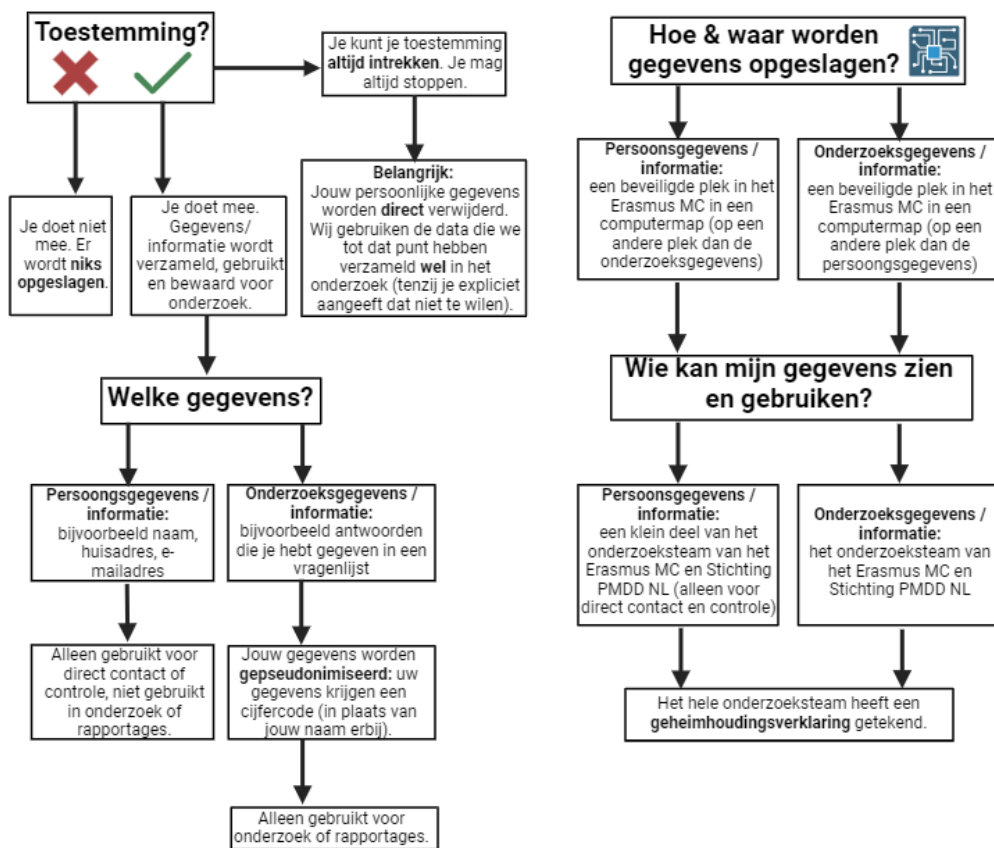 Toestemming?
Je kunt je toestemming
altijd intrekken. Je mag
altijd stoppen.
Je doet niet
mee. Er
wordt niks
opgeslagen.
Je doet mee.
Gegevens/
informatie wordt
verzameld, gebruikt
en bewaard voor
onderzoek.
Belangrijk:
Jouw persoonlijke gegevens
worden direct verwijderd.
Wij gebruiken de data die we
tot dat punt hebben
verzameld wel in het
onderzoek (tenzij je expliciet
aangeeft dat niet te wilen).
Welke gegevens?
Persoongsgegevens /
informatie:
bijvoorbeeld naam,
huisadres, e-
mailadres
Onderzoeksgegevens /
informatie:
bijvoorbeeld antwoorden
die je hebt gegeven in een
vragenlijst
Alleen gebruikt voor
direct contact of
controle, niet gebruikt
in onderzoek of
rapportages.
Jouw gegevens worden
gepseudonimiseerd: uw
gegevens krijgen een
cijfercode (in plaats van
jouw naam erbij).
Alleen gebruikt voor
onderzoek of rapportages.
Hoe & waar worden
gegevens opgeslagen?
Persoonsgegevens /
informatie:
een beveiligde plek in het
Erasmus MC in een
computermap (op een
andere plek dan de
onderzoeksgegevens)
Onderzoeksgegevens /
informatie:
een beveiligde plek in het
Erasmus MC in een
computermap (op een
andere plek dan de
persoongsgegevens)
Wie kan mijn gegevens zien
en gebruiken?
Persoonsgegevens /
informatie:
een klein deel van het
onderzoeksteam van het
Erasmus MC en Stichting
PMDD NL (alleen voor
direct contact en controle)
Onderzoeksgegevens /
informatie:
het onderzoeksteam van
het Erasmus MC en
Stichting PMDD NL
Het hele onderzoeksteam heeft een
geheimhoudingsverklaring getekend.